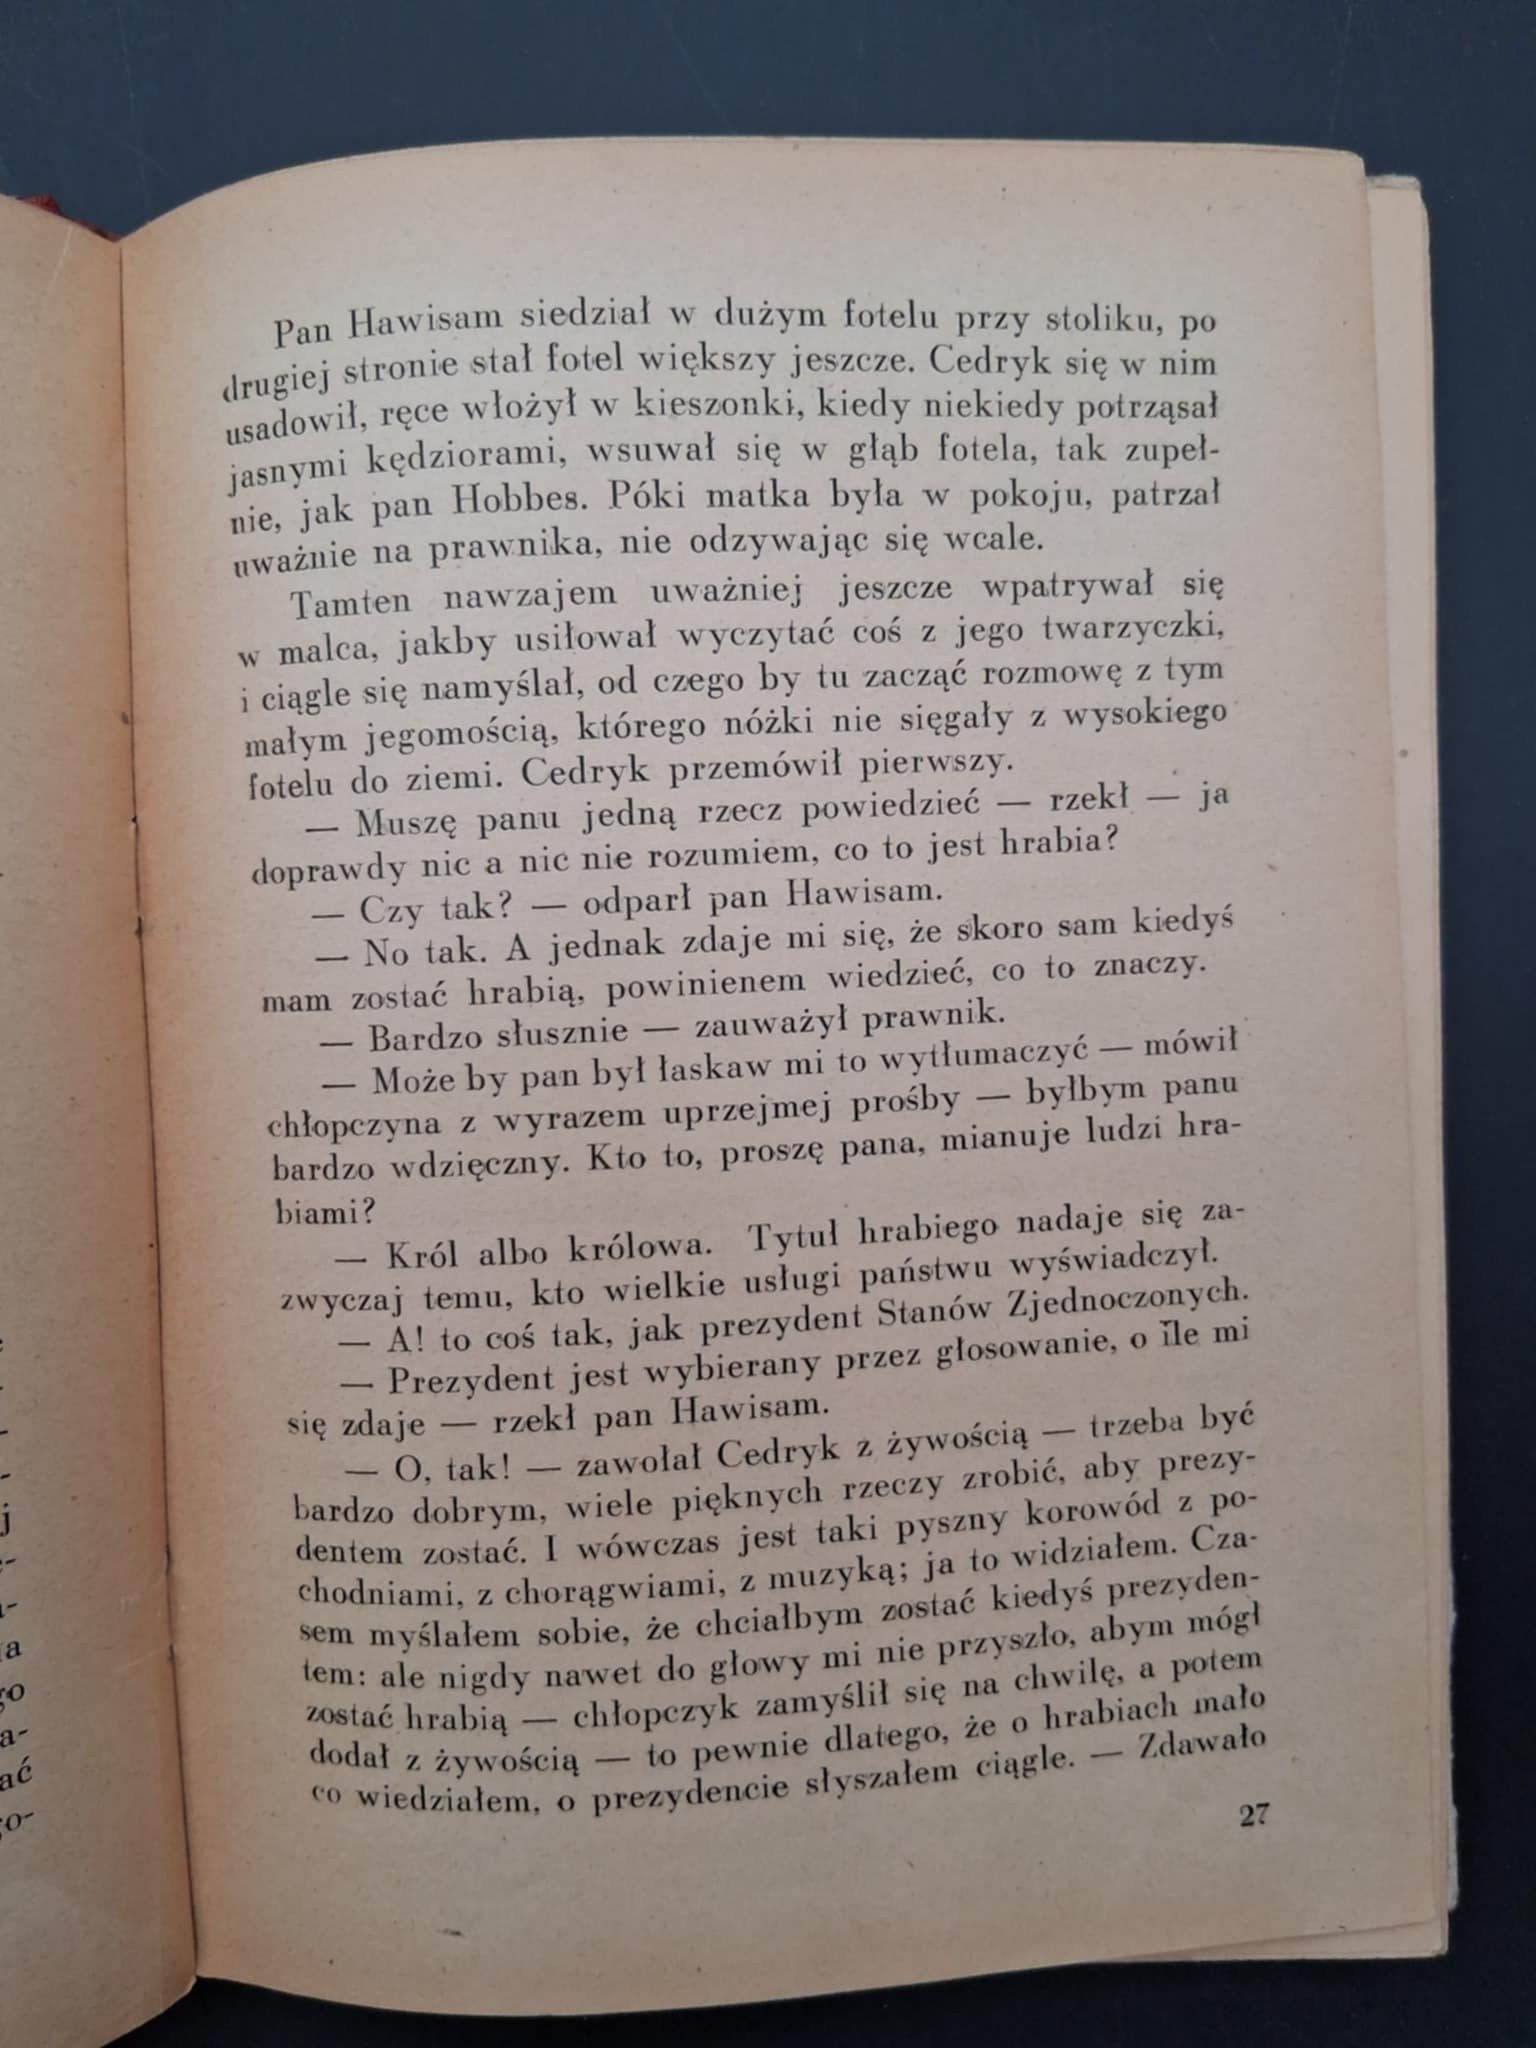 Pan Hawisam siedział w dużym fotelu przy stoliku, po
drugiej stronie stał fotel większy jeszcze. Cedryk się w nim
usadowił, ręce włożył w kieszonki, kiedy niekiedy potrząsał
jasnymi kędziorami, wsuwał się w głąb fotela, tak zupeł-
nie, jak pan Hobbes. Póki matka była w pokoju, patrzał
uważnie na prawnika, nie odzywając się wcale.
Tamten nawzajem uważniej jeszcze wpatrywał się
w malca, jakby usiłował wyczytać coś z jego twarzyczki,
i ciągle się namyślał, od czego by tu zacząć rozmowę z tym
małym jegomością, którego nóżki nie sięgały z wysokiego
fotelu do ziemi. Cedryk przemówił pierwszy.
— Muszę panu jedną rzecz powiedzieć — rzekł — ja
doprawdy nic a nic nie rozumiem, co to jest hrabia?
— Czy tak? — odparł pan Hawisam.
— No tak. A jednak zdaje mi się, że skoro sam kiedyś
mam zostać hrabią, powinienem wiedzieć, co to znaczy.
— Bardzo słusznie — zauważył prawnik.
— Może by pan był łaskaw mi to wytłumaczyć — mówił
chłopczyna z wyrazem uprzejmej prośby — byłbym panu
bardzo wdzięczny. Kto to, proszę pana, mianuje ludzi hra-
biami?
— Król albo królowa. Tytuł hrabiego nadaje się za-
zwyczaj temu, kto wielkie usługi państwu wyświadczył.
— A! to coś tak, jak prezydent Stanów Zjednoczonych.
— Prezydent jest wybierany przez głosowanie, o ile mi
się zdaje — rzekł pan Hawisam.
— O, tak! — zawołał Cedryk z żywością — trzeba być
bardzo dobrym, wiele pięknych rzeczy zrobić, aby prezy-
dentem zostać. I wówczas jest taki pyszny korowód z po-
chodniami, z chorągwiami, z muzyką; ja to widziałem. Cza-
sem myślałem sobie, że chciałbym zostać kiedyś prezyden-
tem: ale nigdy nawet do głowy mi nie przyszło, abym mógł
zostać hrabią — chłopczyk zamyślił się na chwilę, a potem
dodał z żywością — to pewnie dlatego, że o hrabiach mało
co wiedziałem, o prezydencie słyszałem ciągle. — Zdawało
27